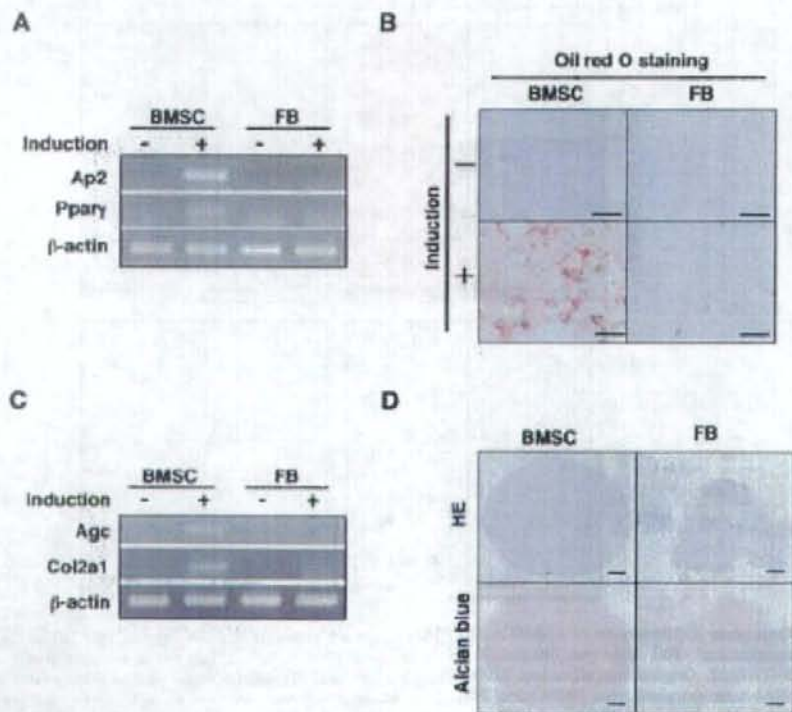 A
BMSC FB
Induction - + - +
Ap2
Pparγ
β-actin
B
Oil red O staining
BMSC FB
Induction
−
+
C
BMSC FB
Induction - + - +
Agc
Col2a1
β-actin
D
BMSC FB
HE
Alcian blue